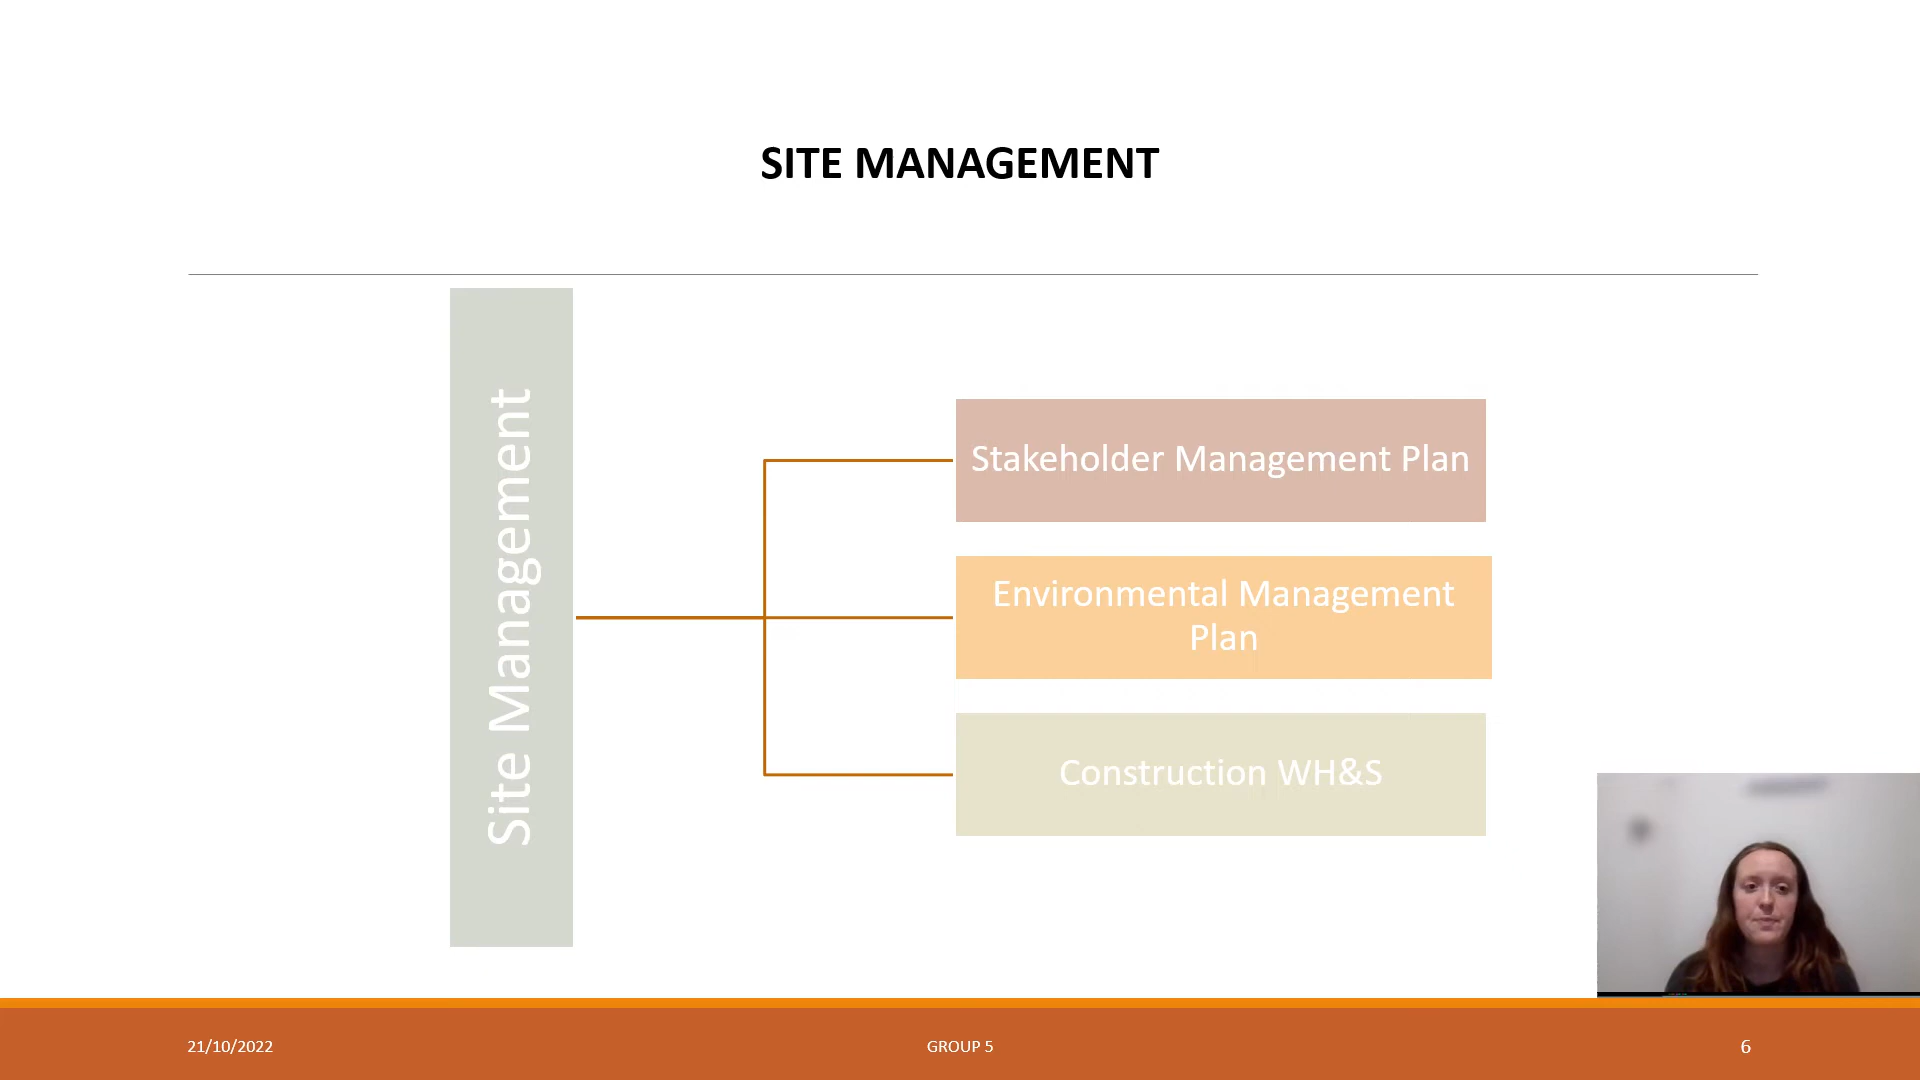 SITE MANAGEMENT
Site Management
Stakeholder Management Plan
Environmental Management
Plan
Construction WH&S
21/10/2022
GROUP 5
6